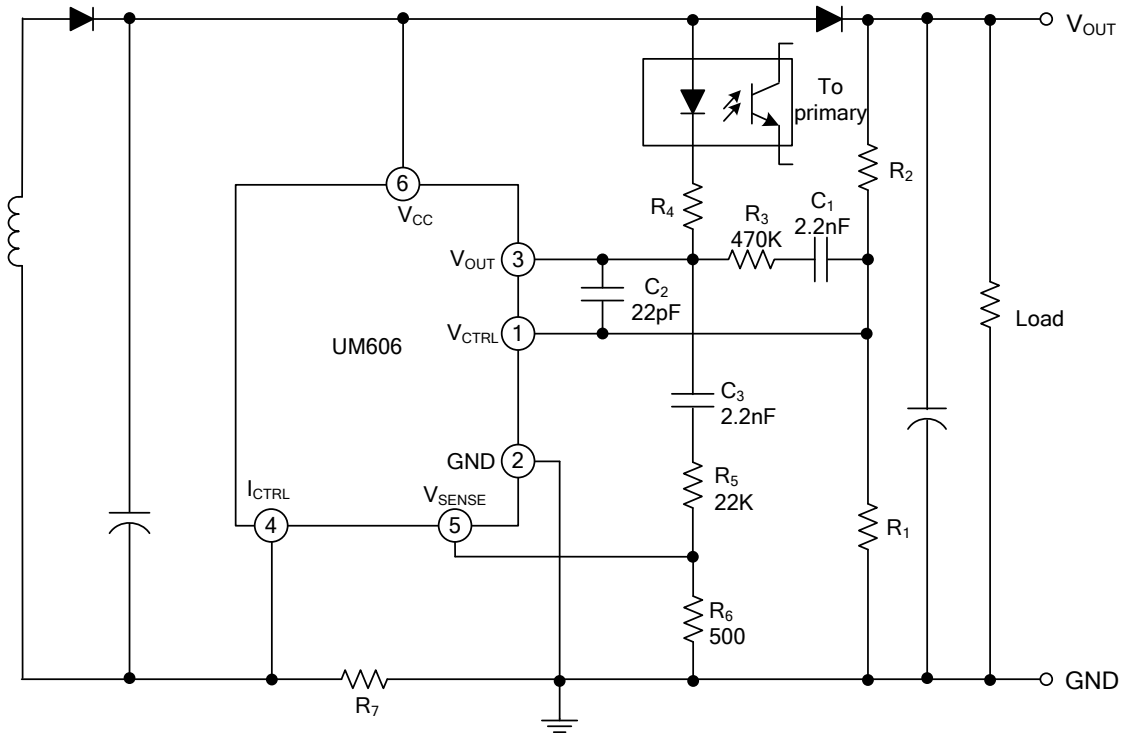 V_OUT
To
primary
R₂
C₁
2.2nF
R₃
470K
R₄
6
V_CC
V_OUT 3
C₂
22pF
V_CTRL 1
UM606
Load
C₃
2.2nF
GND 2
R₅
22K
I_CTRL
V_SENSE
4
5
R₁
R₆
500
R₇
GND